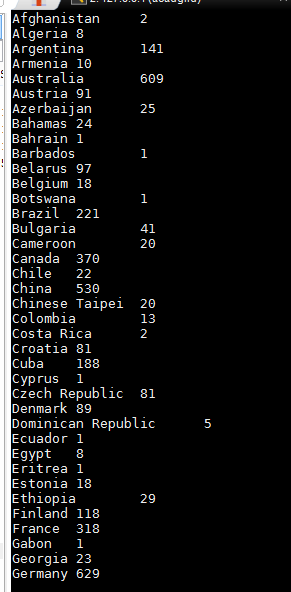 Afghanistan 2
Algeria 8
Argentina 141
Armenia 10
Australia 609
Austria 91
Azerbaijan 25
Bahamas 24
Bahrain 1
Barbados 1
Belarus 97
Belgium 18
Botswana 1
Brazil 221
Bulgaria 41
Cameroon 20
Canada 370
Chile 22
China 530
Chinese Taipei 20
Colombia 13
Costa Rica 2
Croatia 81
Cuba 188
Cyprus 1
Czech Republic 81
Denmark 89
Dominican Republic 5
Ecuador 1
Egypt 8
Eritrea 1
Estonia 18
Ethiopia 29
Finland 118
France 318
Gabon 1
Georgia 23
Germany 629